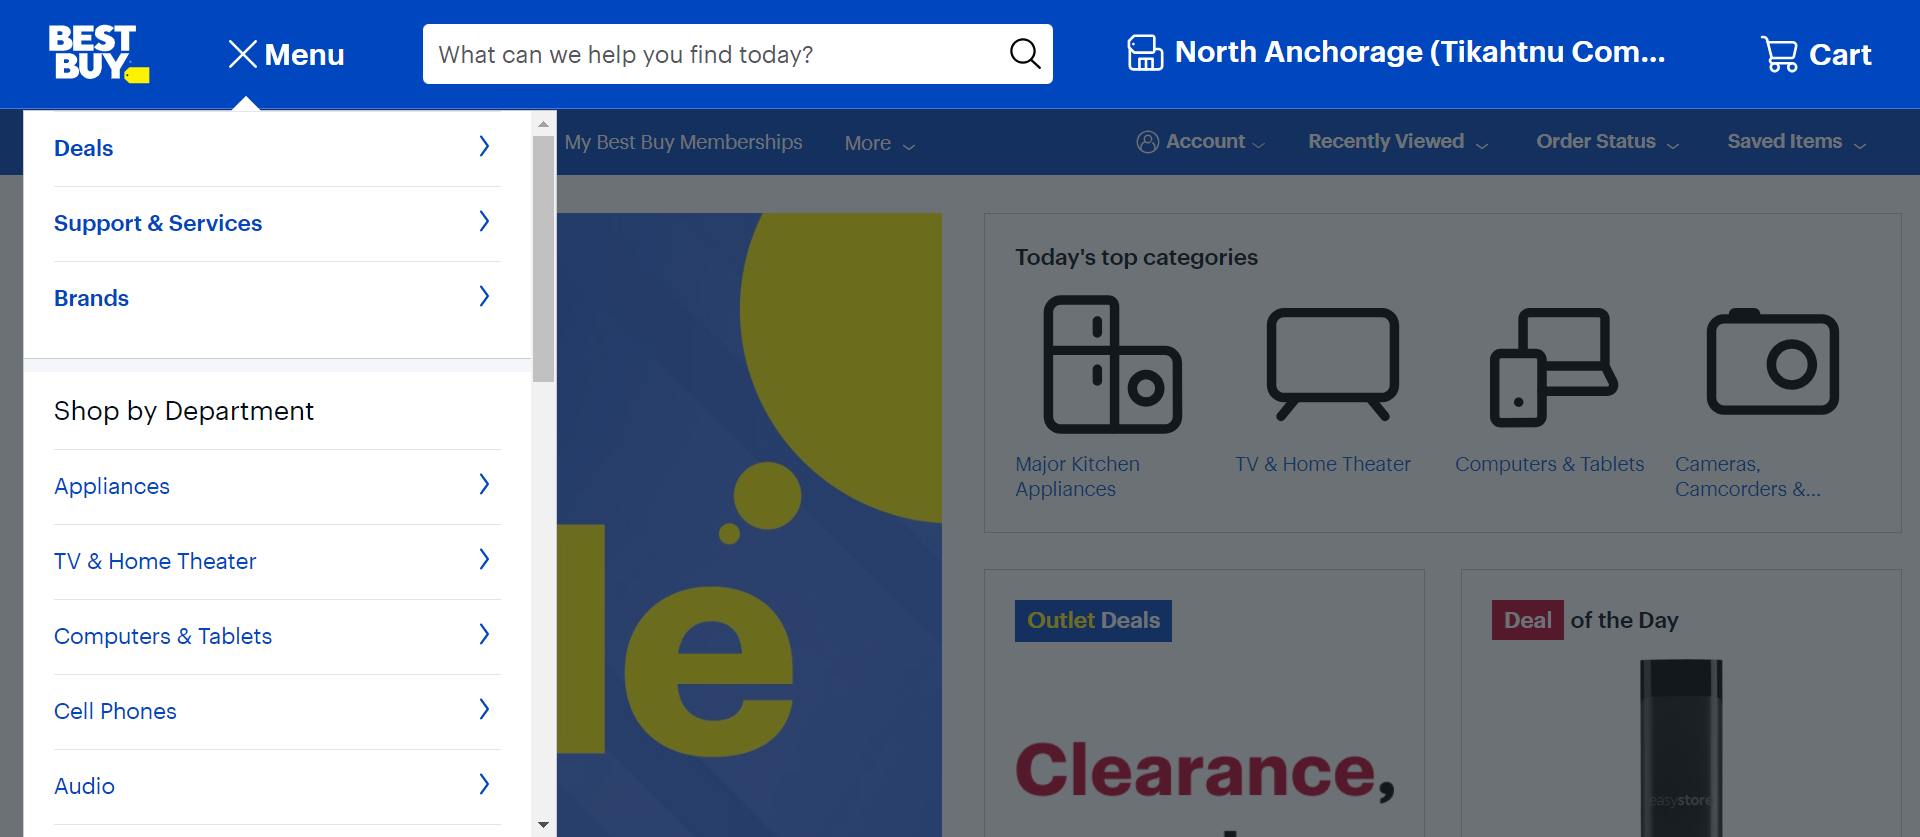 BEST
BUY
Menu
What can we help you find today?
North Anchorage (Tikahtnu Com...
Cart
My Best Buy Memberships
More
Account
Recently Viewed
Order Status
Saved Items
Deals
Support & Services
Brands
Shop by Department
Appliances
TV & Home Theater
Computers & Tablets
Cell Phones
Audio
le
Today's top categories
Major Kitchen
Appliances
TV & Home Theater
Computers & Tablets
Cameras,
Camcorders &...
Outlet Deals
Clearance,
Deal of the Day
easystore